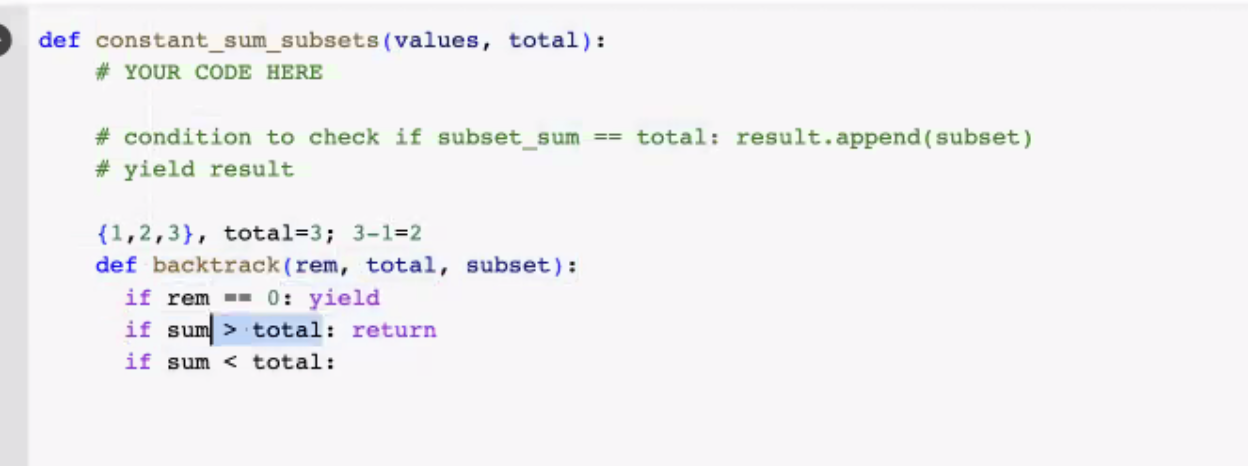 def constant_sum_subsets(values, total):
# YOUR CODE HERE
# condition to check if subset_sum == total: result.append(subset)
# yield result
{1,2,3}, total=3; 3-1=2
def backtrack(rem, total, subset):
if rem == 0: yield
if sum > total: return
if sum < total: